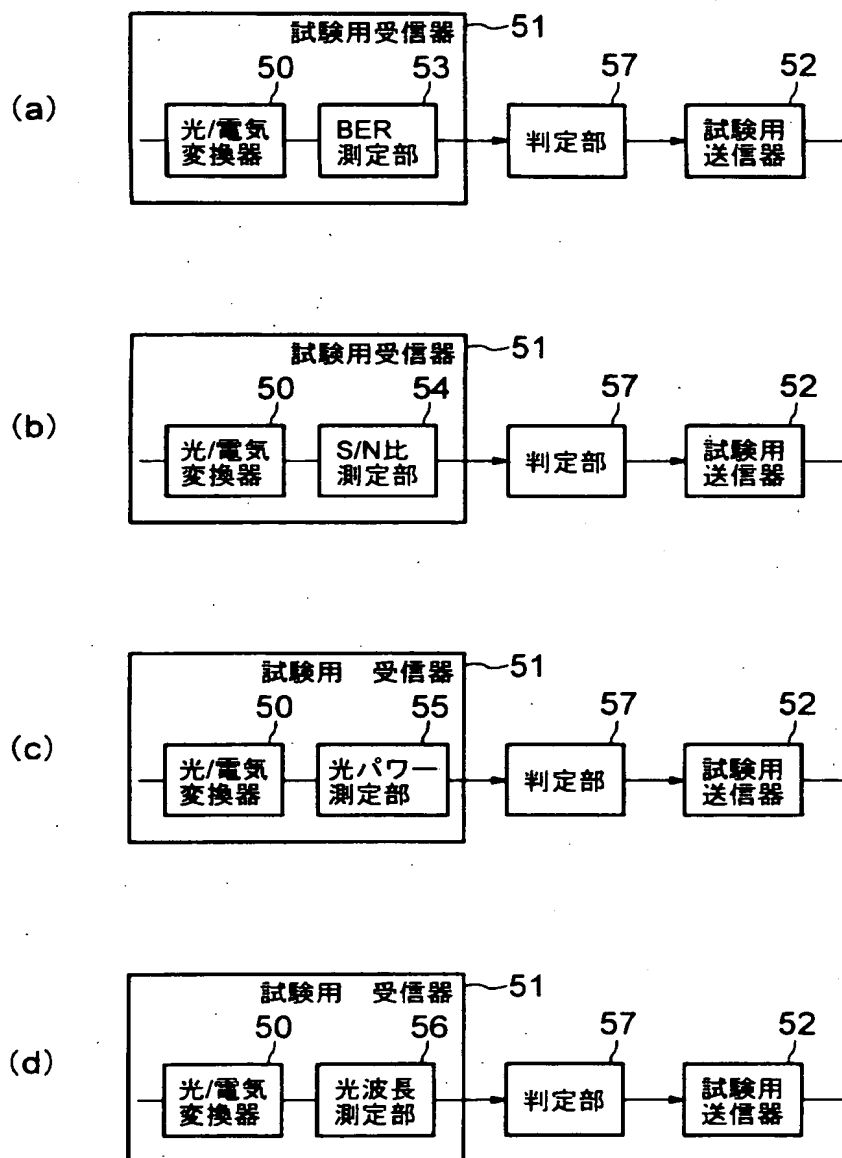 (a)
試験用受信器
51
50
53
57
52
光/電気
変換器
BER
測定部
判定部
試験用
送信器
(b)
試験用受信器
51
50
54
57
52
光/電気
変換器
S/N比
測定部
判定部
試験用
送信器
(c)
試験用 受信器
51
50
55
57
52
光/電気
変換器
光パワー
測定部
判定部
試験用
送信器
(d)
試験用 受信器
51
50
56
57
52
光/電気
変換器
光波長
測定部
判定部
試験用
送信器